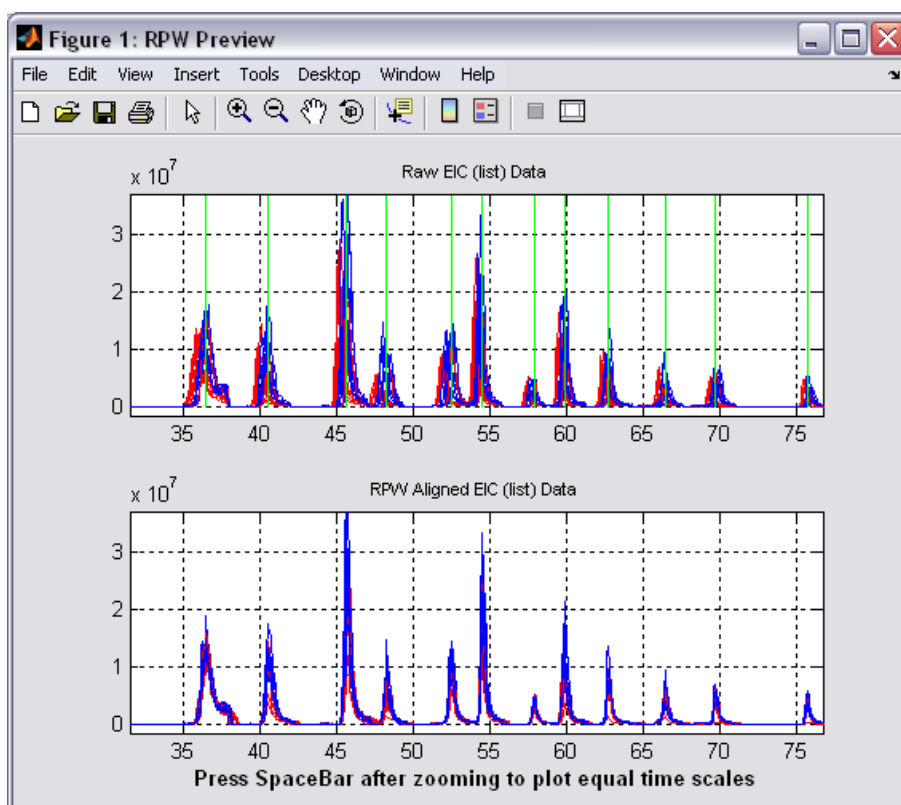 Figure 1: RPW Preview
File Edit View Insert Tools Desktop Window Help
x 10^7
Raw EIC (list) Data
3
2
1
0
35 40 45 50 55 60 65 70 75
x 10^7
RPW Aligned EIC (list) Data
3
2
1
0
35 40 45 50 55 60 65 70 75
Press SpaceBar after zooming to plot equal time scales